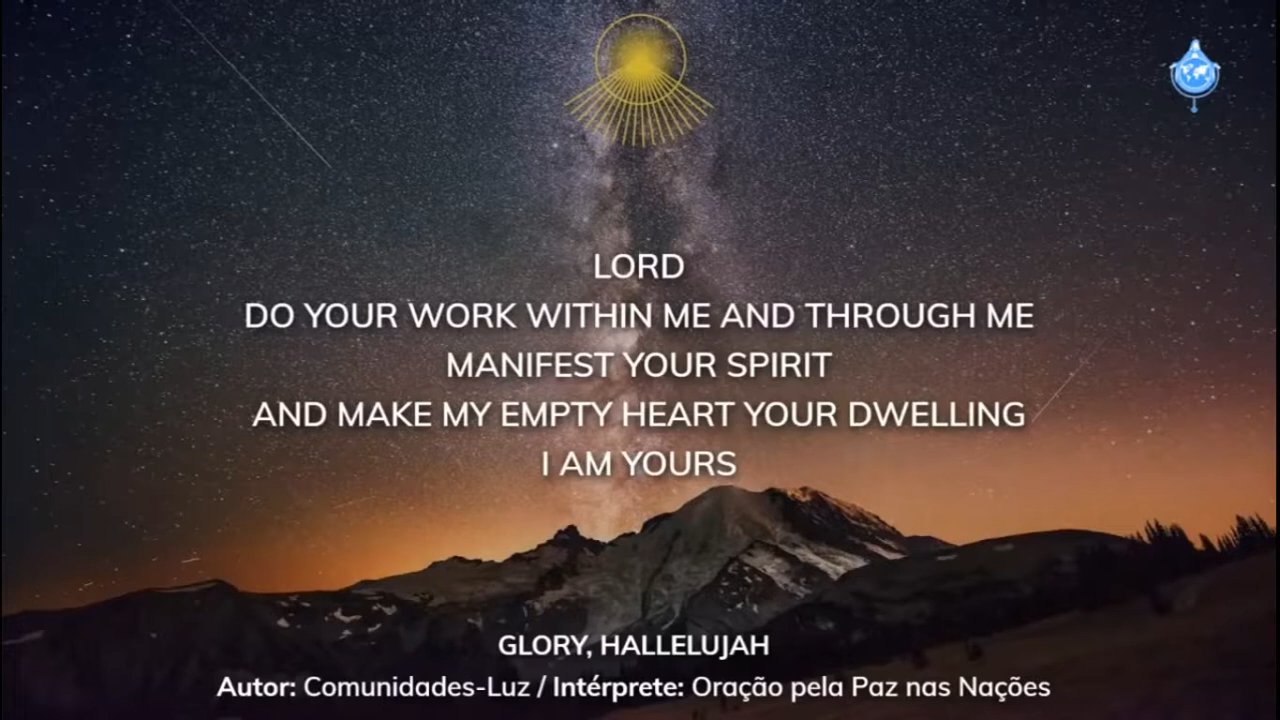 LORD
DO YOUR WORK WITHIN ME AND THROUGH ME
MANIFEST YOUR SPIRIT
AND MAKE MY EMPTY HEART YOUR DWELLING
I AM YOURS
GLORY, HALLELUJAH
Autor: Comunidades-Luz / Intérprete: Oração pela Paz nas Nações